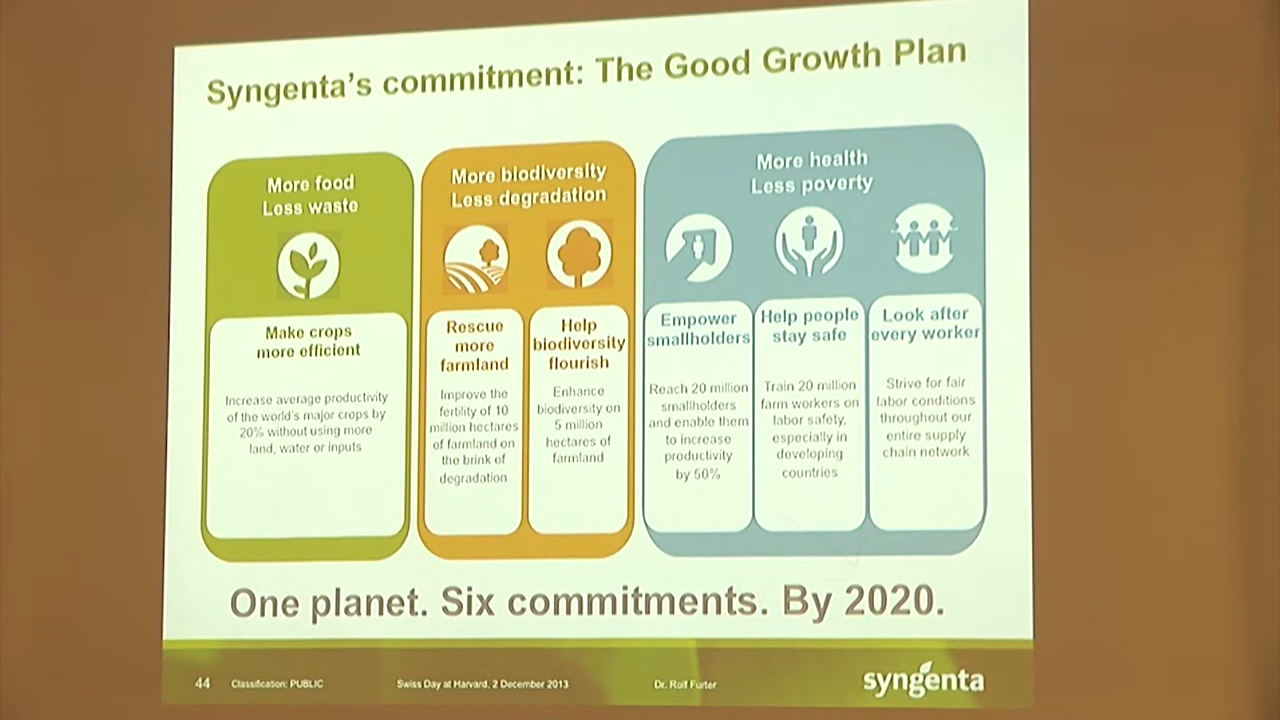 Syngenta's commitment: The Good Growth Plan
More food
Less waste
Make crops
more efficient
Increase average productivity
of the world's major crops by
20% without using more
land, water or inputs
More biodiversity
Less degradation
Rescue
more
farmland
Improve the
fertility of 10
million hectares
of farmland on
the brink of
degradation
Help
biodiversity
flourish
Enhance
biodiversity on
5 million
hectares of
farmland
More health
Less poverty
Empower
smallholders
Reach 20 million
smallholders
and enable them
to increase
productivity
by 50%
Help people
stay safe
Train 20 million
farm workers on
labor safety,
especially in
developing
countries
Look after
every worker
Strive for fair
labor conditions
throughout our
entire supply
chain network
One planet. Six commitments. By 2020.
44 Classification: PUBLIC Swiss Day at Harvard, 2 December 2013 Dr. Rolf Furter
syngenta